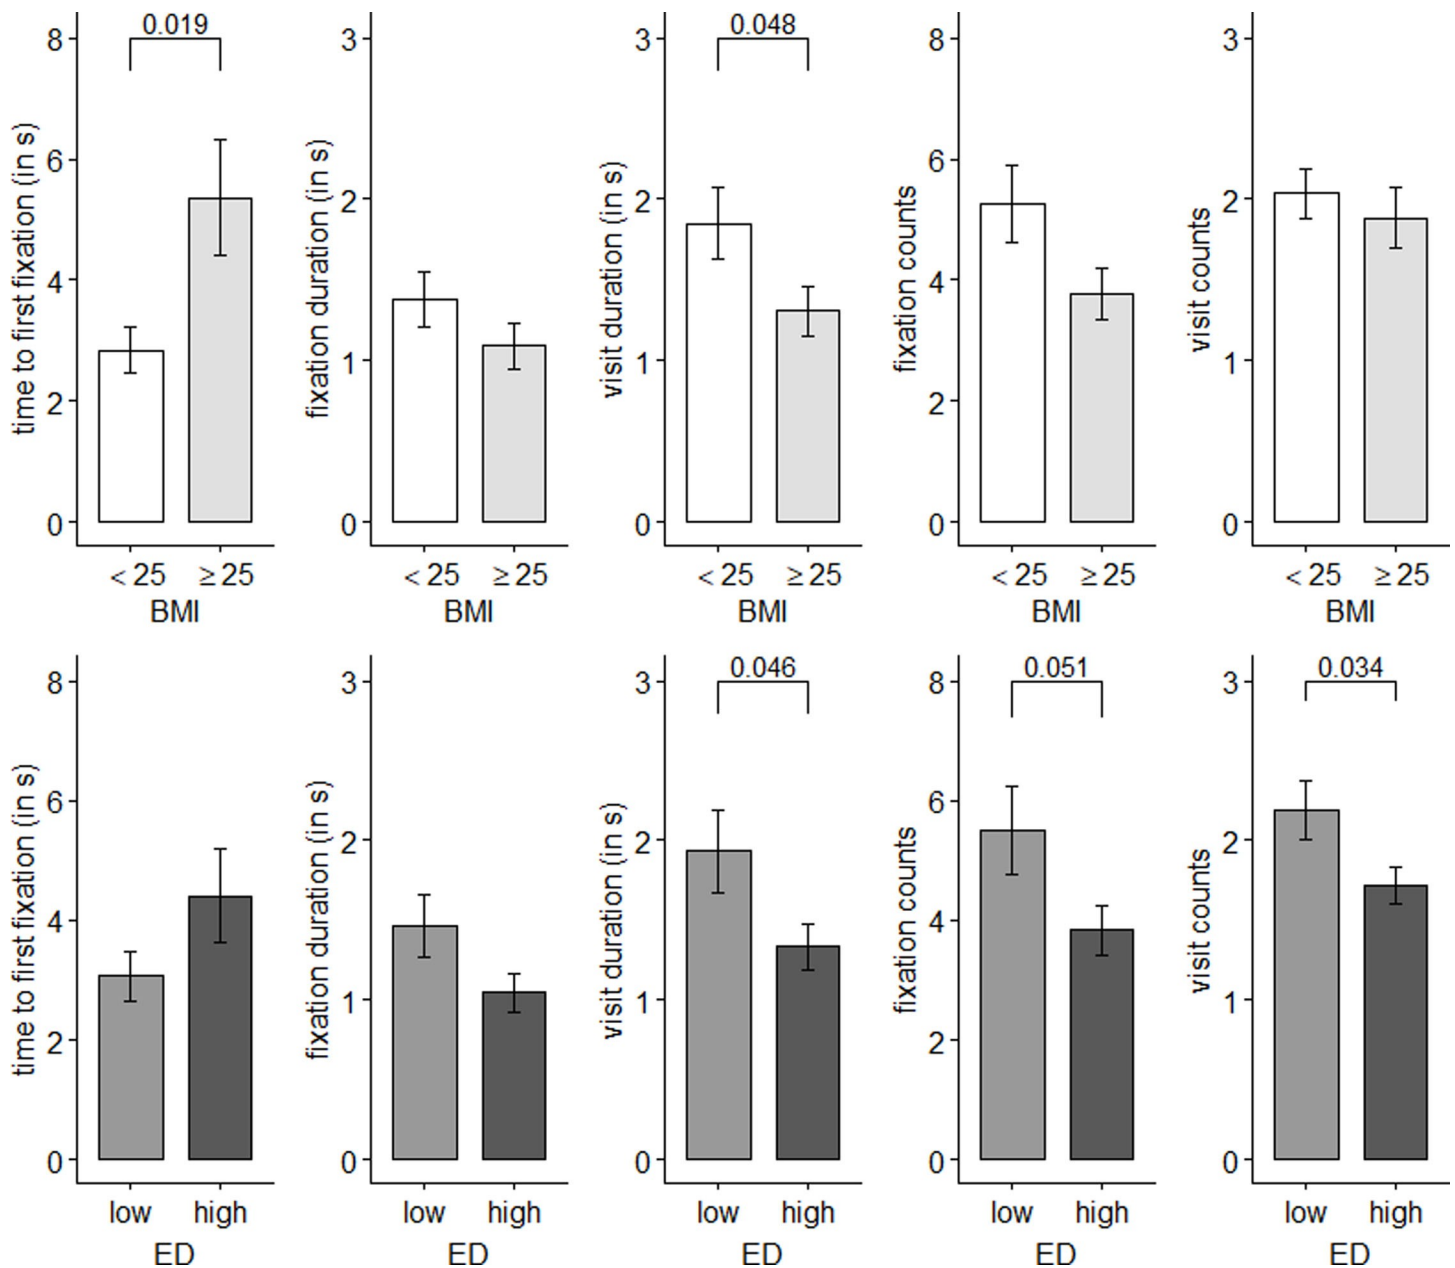 0.019
0.048
8
6
4
2
0
time to first fixation (in s)
< 25
≥ 25
BMI
3
2
1
0
fixation duration (in s)
< 25
≥ 25
BMI
3
2
1
0
visit duration (in s)
< 25
≥ 25
BMI
8
6
4
2
0
fixation counts
< 25
≥ 25
BMI
3
2
1
0
visit counts
< 25
≥ 25
BMI
8
6
4
2
0
time to first fixation (in s)
low
high
ED
3
2
1
0
fixation duration (in s)
low
high
ED
0.046
3
2
1
0
visit duration (in s)
low
high
ED
0.051
8
6
4
2
0
fixation counts
low
high
ED
0.034
3
2
1
0
visit counts
low
high
ED